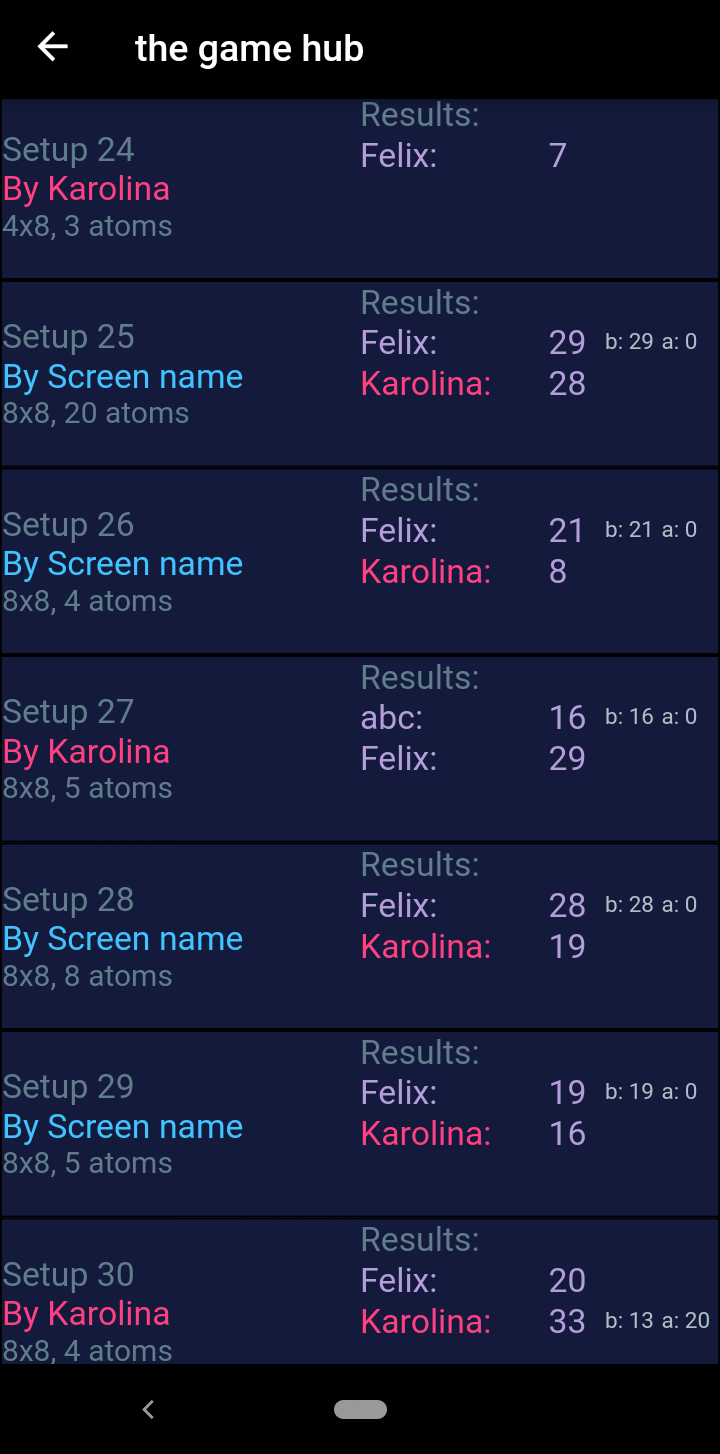 the game hub
Setup 24
By Karolina
4x8, 3 atoms
Results:
Felix: 7
Setup 25
By Screen name
8x8, 20 atoms
Results:
Felix: 29 b: 29 a: 0
Karolina: 28
Setup 26
By Screen name
8x8, 4 atoms
Results:
Felix: 21 b: 21 a: 0
Karolina: 8
Setup 27
By Karolina
8x8, 5 atoms
Results:
abc: 16 b: 16 a: 0
Felix: 29
Setup 28
By Screen name
8x8, 8 atoms
Results:
Felix: 28 b: 28 a: 0
Karolina: 19
Setup 29
By Screen name
8x8, 5 atoms
Results:
Felix: 19 b: 19 a: 0
Karolina: 16
Setup 30
By Karolina
8x8, 4 atoms
Results:
Felix: 20
Karolina: 33 b: 13 a: 20